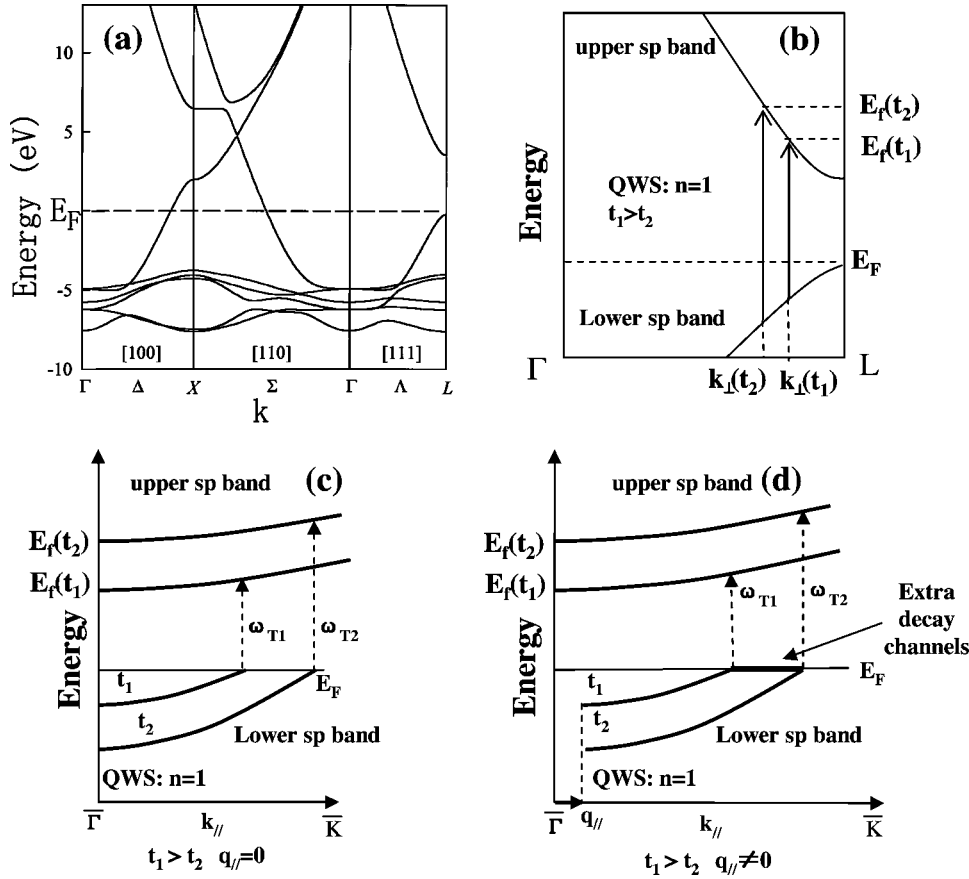 (a)
10
5
E_F
-5
-10
Energy (eV)
[100] [110] [111]
Γ Δ X Σ Γ Λ L
k
(b)
upper sp band
E_f(t_2)
E_f(t_1)
QWS: n=1
t_1>t_2
E_F
Lower sp band
Energy
Γ k_⊥(t_2) k_⊥(t_1) L
(c)
upper sp band
E_f(t_2)
E_f(t_1)
ω_T1 ω_T2
Energy
t_1
E_F
t_2
Lower sp band
QWS: n=1
Γ̅ k_// K̅
t_1 > t_2 q_//=0
(d)
upper sp band
E_f(t_2)
E_f(t_1)
ω_T1 ω_T2
Extra
decay
channels
Energy
t_1
E_F
t_2
Lower sp band
QWS: n=1
Γ̅ q_// k_// K̅
t_1 > t_2 q_//≠0